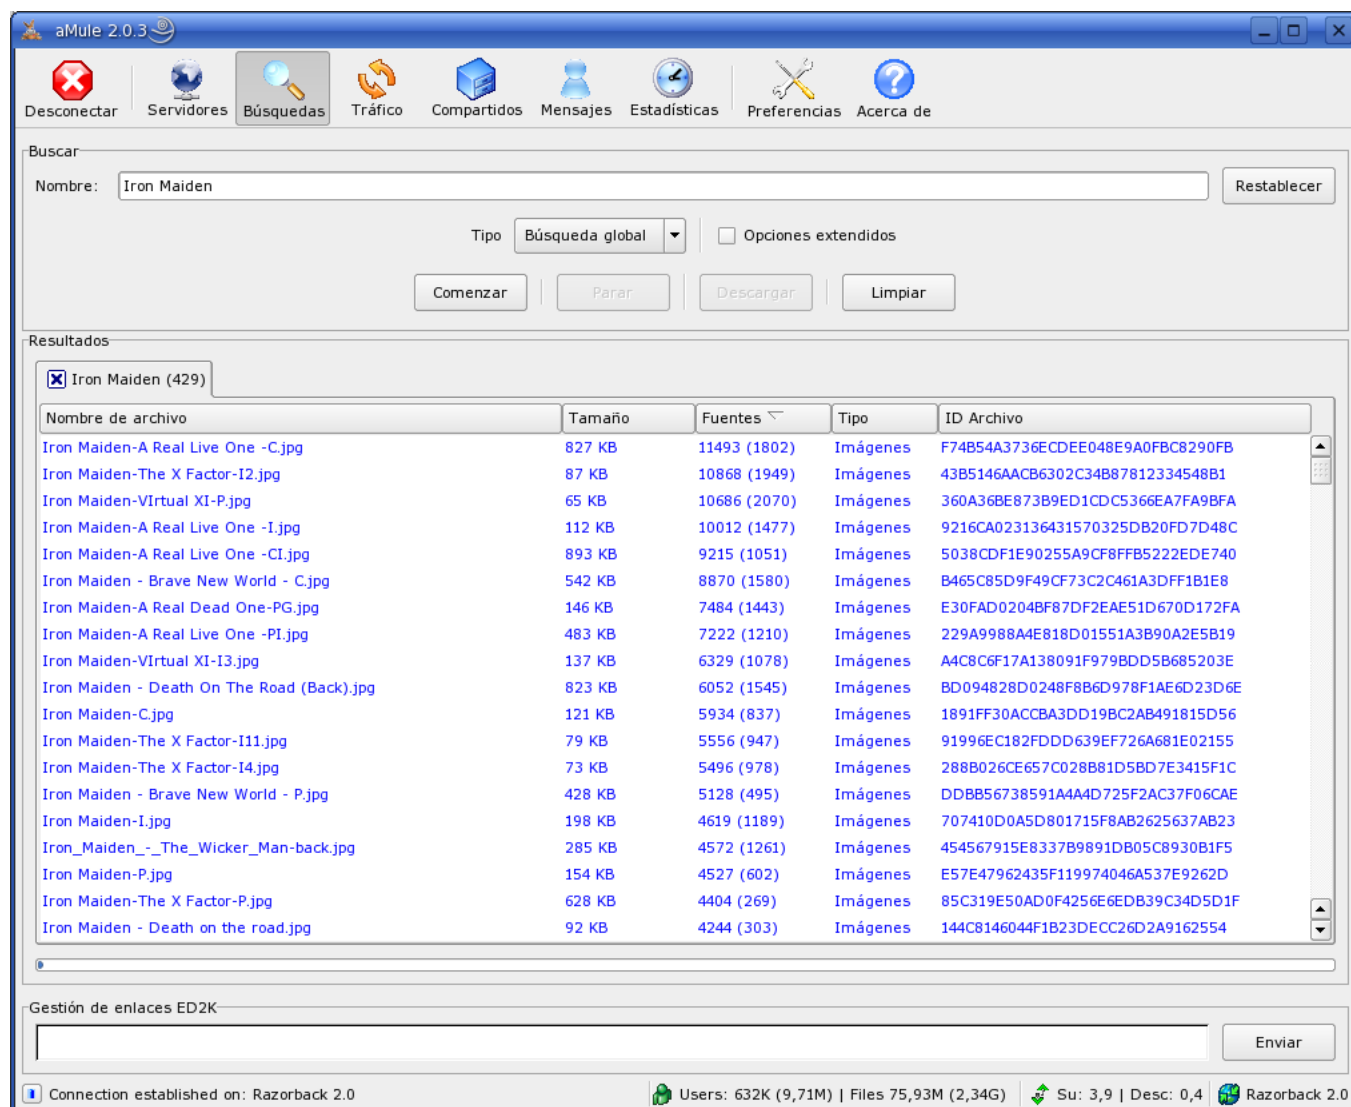 aMule 2.0.3
Desconectar Servidores Búsquedas Tráfico Compartidos Mensajes Estadísticas Preferencias Acerca de
Buscar
Nombre: Iron Maiden Restablecer
Tipo Búsqueda global Opciones extendidos
Comenzar Parar Descargar Limpiar
Resultados
Iron Maiden (429)
Nombre de archivo Tamaño Fuentes Tipo ID Archivo
Iron Maiden-A Real Live One -C.jpg 827 KB 11493 (1802) Imágenes F74B54A3736ECDEE048E9A0FBC8290FB
Iron Maiden-The X Factor-I2.jpg 87 KB 10868 (1949) Imágenes 43B5146AACB6302C34B87812334548B1
Iron Maiden-VIrtual XI-P.jpg 65 KB 10686 (2070) Imágenes 360A36BE873B9ED1CDC5366EA7FA9BFA
Iron Maiden-A Real Live One -I.jpg 112 KB 10012 (1477) Imágenes 9216CA023136431570325DB20FD7D48C
Iron Maiden-A Real Live One -CI.jpg 893 KB 9215 (1051) Imágenes 5038CDF1E90255A9CF8FFB5222EDE740
Iron Maiden - Brave New World - C.jpg 542 KB 8870 (1580) Imágenes B465C85D9F49CF73C2C461A3DFF1B1E8
Iron Maiden-A Real Dead One-PG.jpg 146 KB 7484 (1443) Imágenes E30FAD0204BF87DF2EAE51D670D172FA
Iron Maiden-A Real Live One -PI.jpg 483 KB 7222 (1210) Imágenes 229A9988A4E818D01551A3B90A2E5B19
Iron Maiden-VIrtual XI-I3.jpg 137 KB 6329 (1078) Imágenes A4C8C6F17A138091F979BDD5B685203E
Iron Maiden - Death On The Road (Back).jpg 823 KB 6052 (1545) Imágenes BD094828D0248F8B6D978F1AE6D23D6E
Iron Maiden-C.jpg 121 KB 5934 (837) Imágenes 1891FF30ACCBA3DD19BC2AB491815D56
Iron Maiden-The X Factor-I11.jpg 79 KB 5556 (947) Imágenes 91996EC182FDDD639EF726A681E02155
Iron Maiden-The X Factor-I4.jpg 73 KB 5496 (978) Imágenes 288B026CE657C028B81D5BD7E3415F1C
Iron Maiden - Brave New World - P.jpg 428 KB 5128 (495) Imágenes DDBB56738591A4A4D725F2AC37F06CAE
Iron Maiden-I.jpg 198 KB 4619 (1189) Imágenes 707410D0A5D801715F8AB2625637AB23
Iron_Maiden_-_The_Wicker_Man-back.jpg 285 KB 4572 (1261) Imágenes 454567915E8337B9891DB05C8930B1F5
Iron Maiden-P.jpg 154 KB 4527 (602) Imágenes E57E47962435F119974046A537E9262D
Iron Maiden-The X Factor-P.jpg 628 KB 4404 (269) Imágenes 85C319E50AD0F4256E6EDB39C34D5D1F
Iron Maiden - Death on the road.jpg 92 KB 4244 (303) Imágenes 144C8146044F1B23DECC26D2A9162554
Gestión de enlaces ED2K
Enviar
Connection established on: Razorback 2.0 Users: 632K (9,71M) | Files 75,93M (2,34G) Su: 3,9 | Desc: 0,4 Razorback 2.0